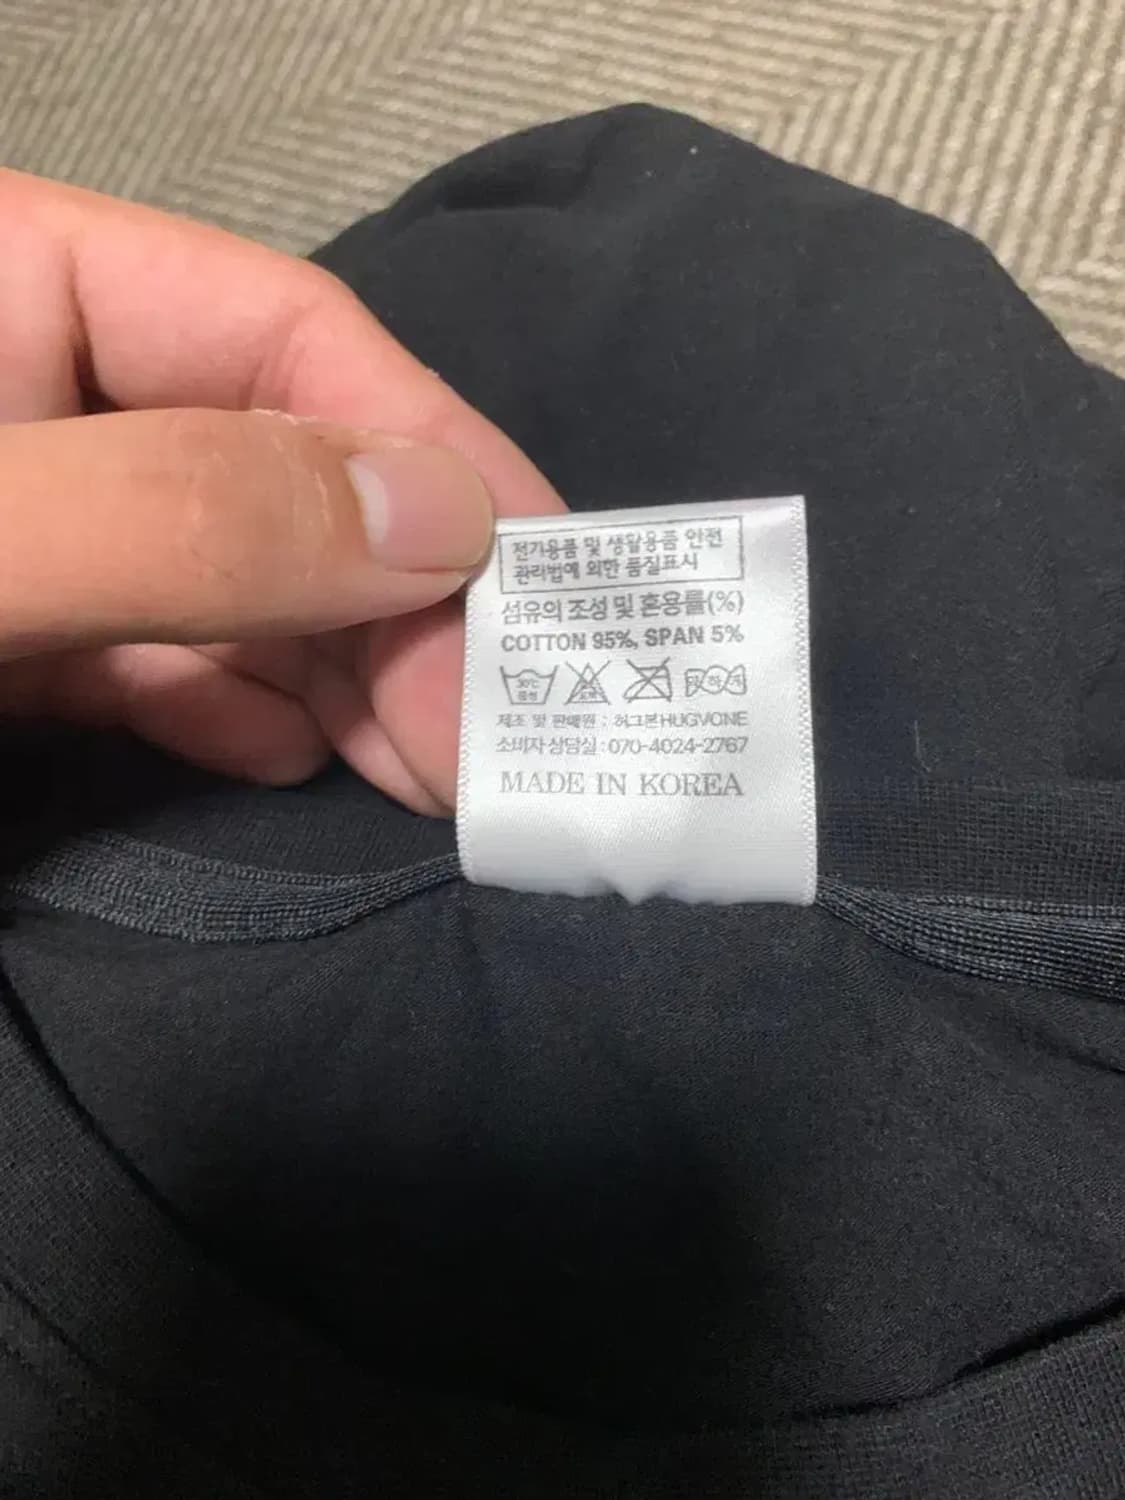 전기용품 및 생활용품 안전
관리법에 의한 품질표시
섬유의 조성 및 혼용률(%)
COTTON 95%, SPAN 5%
30℃
중성
제조 및 판매원 : 허그본HUGVONE
소비자 상담실 : 070-4024-2767
MADE IN KOREA